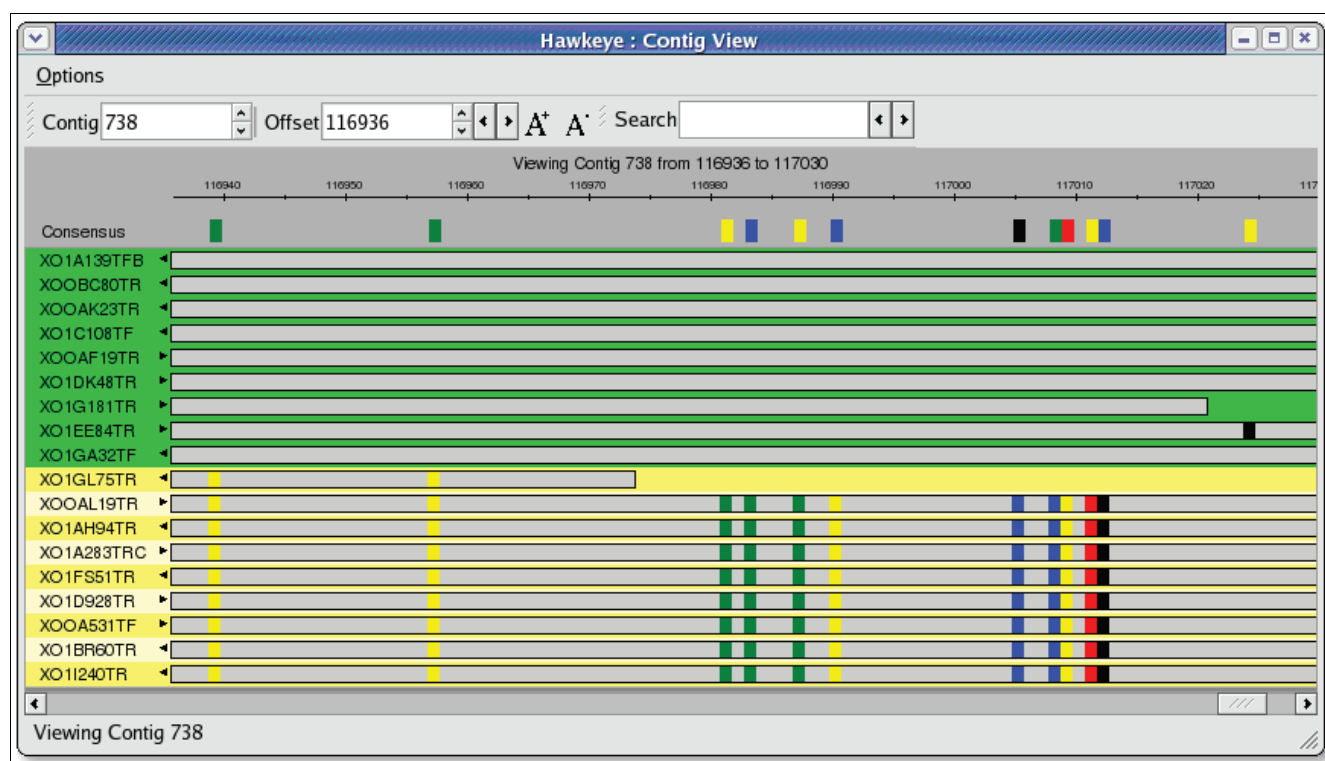 Hawkeye : Contig View
Options
Contig 738 Offset 116936 A+ A- Search
Viewing Contig 738 from 116936 to 117030
116940 116950 116960 116970 116980 116990 117000 117010 117020 117
Consensus
XO1A139TFB
XOOBC80TR
XOOAK23TR
XO1C108TF
XOOAF19TR
XO1DK48TR
XO1G181TR
XO1EE84TR
XO1GA32TF
XO1GL75TR
XOOAL19TR
XO1AH94TR
XO1A283TRC
XO1FS51TR
XO1D928TR
XOOA531TF
XO1BR60TR
XO1I240TR
Viewing Contig 738